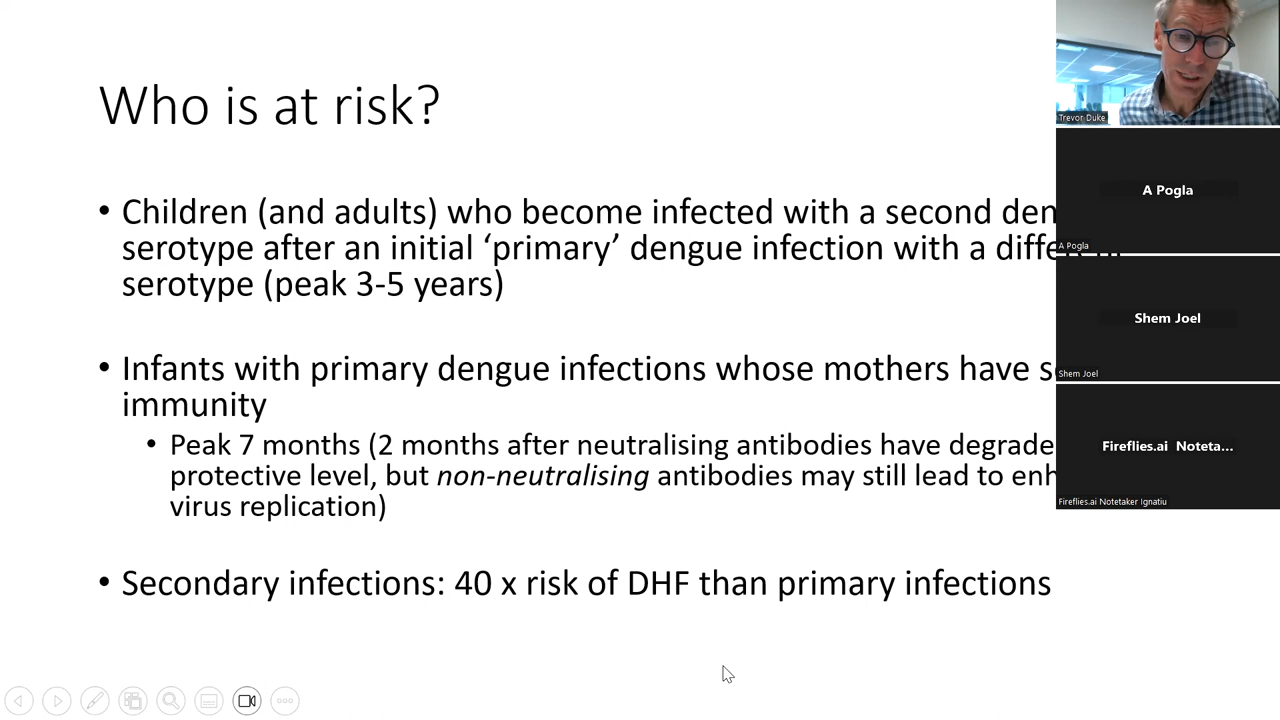 Who is at risk?
• Children (and adults) who become infected with a second den
serotype after an initial ‘primary’ dengue infection with a
serotype (peak 3-5 years)
• Infants with primary dengue infections whose mothers have
immunity
• Peak 7 months (2 months after neutralising antibodies have degrade
protective level, but non-neutralising antibodies may still lead to enh
virus replication)
• Secondary infections: 40 x risk of DHF than primary infections
Trevor Duke
A Pogla
A Pogla
Shem Joel
Shem Joel
Fireflies.ai Noteta...
Fireflies.ai Notetaker Ignatiu